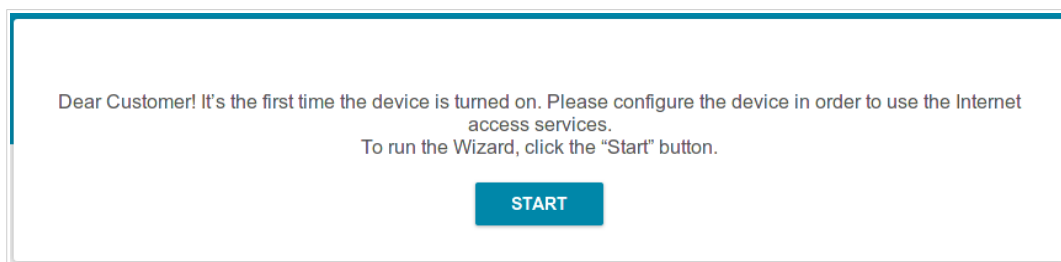 Dear Customer! It's the first time the device is turned on. Please configure the device in order to use the Internet
access services.
To run the Wizard, click the “Start” button.
START